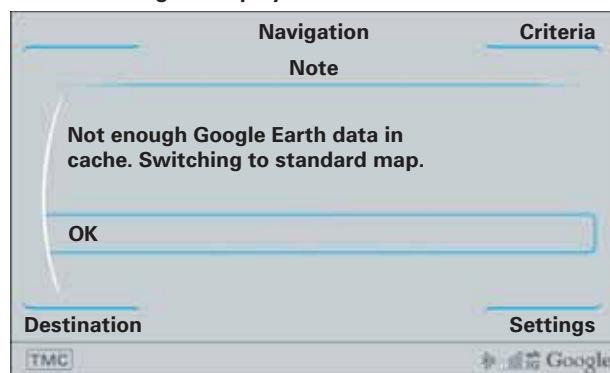 Navigation
Criteria
Note
Not enough Google Earth data in
cache. Switching to standard map.
OK
Destination
Settings
TMC
Google